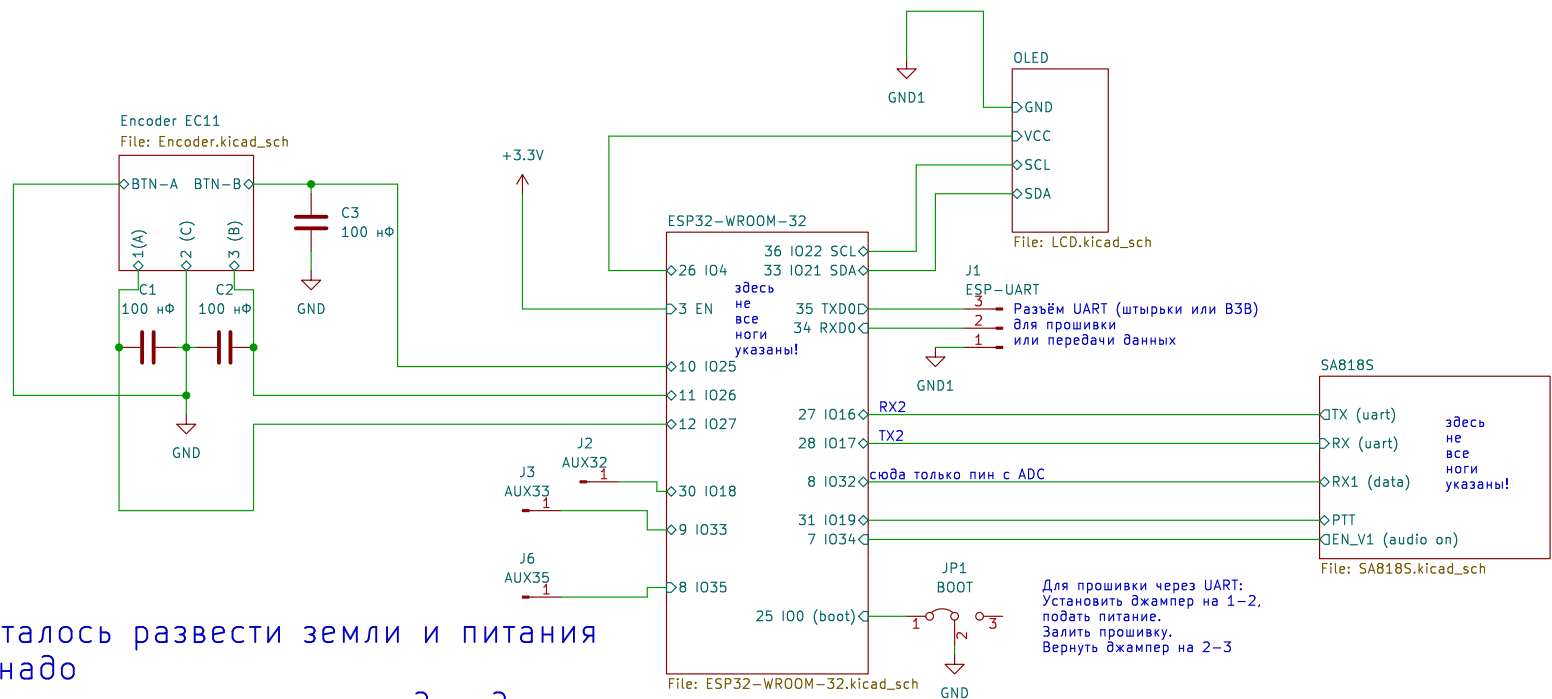 OLED
GND1
GND
VCC
SCL
SDA
File: LCD.kicad_sch
Encoder EC11
File: Encoder.kicad_sch
BTN-A
BTN-B
1(A)
2 (C)
3 (B)
C3
100 нФ
GND
C1
100 нФ
C2
100 нФ
GND
+3.3V
ESP32-WROOM-32
36 IO22 SCL
33 IO21 SDA
26 IO4
3 EN
здесь
не
все
ноги
указаны!
35 TXD0
34 RXD0
10 IO25
11 IO26
12 IO27
27 IO16
28 IO17
30 IO18
8 IO32
9 IO33
31 IO19
7 IO34
8 IO35
25 IO0 (boot)
File: ESP32-WROOM-32.kicad_sch
J1
ESP-UART
3
2
1
Разъём UART (штырьки или B3B)
для прошивки
или передачи данных
GND1
RX2
TX2
сюда только пин с ADC
SA818S
TX (uart)
RX (uart)
RX1 (data)
PTT
EN_V1 (audio on)
здесь
не
все
ноги
указаны!
File: SA818S.kicad_sch
J2
AUX32
1
J3
AUX33
1
J6
AUX35
1
JP1
BOOT
1
2
3
GND
Для прошивки через UART:
Установить джампер на 1-2,
подать питание.
Залить прошивку.
Вернуть джампер на 2-3
талось развести земли и питания
надо